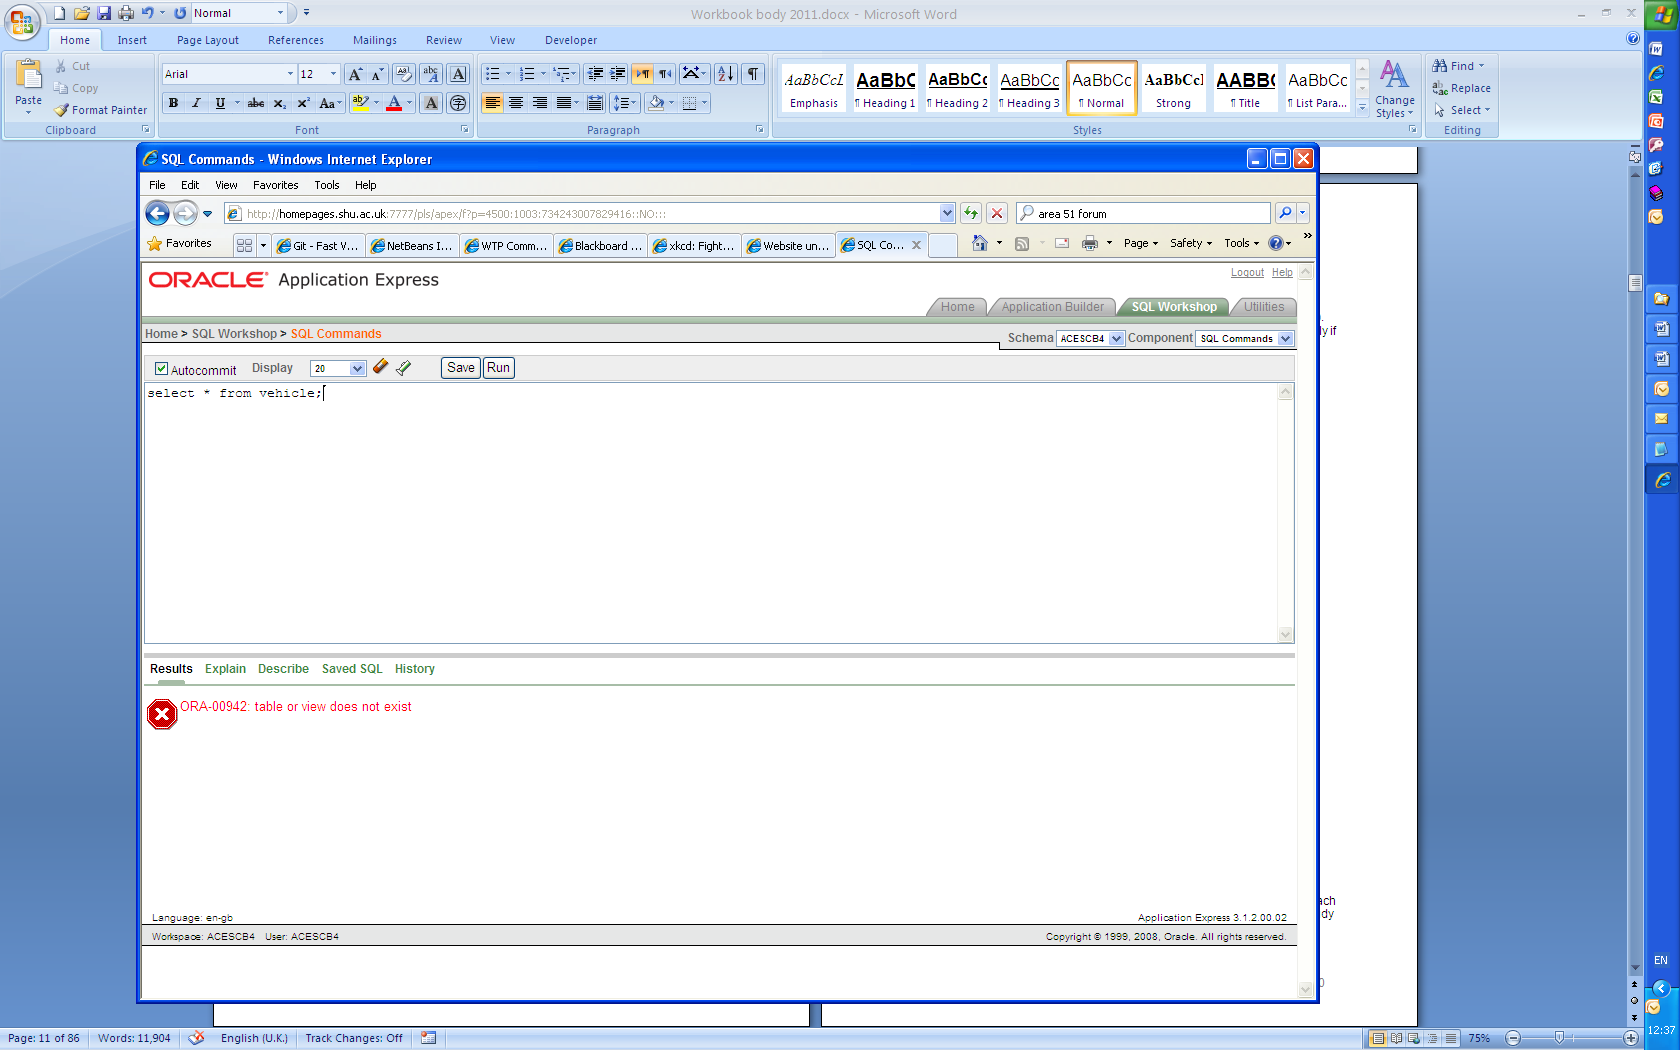 Normal
Workbook body 2011.docx - Microsoft Word
Home Insert Page Layout References Mailings Review View Developer
Paste
Cut
Copy
Format Painter
Clipboard
Arial 12
Font
Paragraph
AaBbCcI AaBbC AaBbCc AaBbCc AaBbCc AaBbCcI AABB AaBbCc
Emphasis ¶ Heading 1 ¶ Heading 2 ¶ Heading 3 ¶ Normal Strong ¶ Title ¶ List Para...
Change Styles
Styles
Find
Replace
Select
Editing
SQL Commands - Windows Internet Explorer
File Edit View Favorites Tools Help
http://homepages.shu.ac.uk:7777/pls/apex/f?p=4500:1003:734243007829416::NO:::
area 51 forum
Favorites
Git - Fast V... NetBeans I... WTP Comm... Blackboard ... xkcd: Fight... Website un... SQL Co...
Page Safety Tools
ORACLE Application Express
Logout Help
Home Application Builder SQL Workshop Utilities
Home > SQL Workshop > SQL Commands
Schema ACESCB4 Component SQL Commands
Autocommit Display 20 Save Run
select * from vehicle;
Results Explain Describe Saved SQL History
ORA-00942: table or view does not exist
Language: en-gb
Application Express 3.1.2.00.02
Workspace: ACESCB4 User: ACESCB4
Copyright © 1999, 2008, Oracle. All rights reserved.
ly if
ach
dy
EN
12:37
Page: 11 of 86 Words: 11,904 English (U.K.) Track Changes: Off
75%